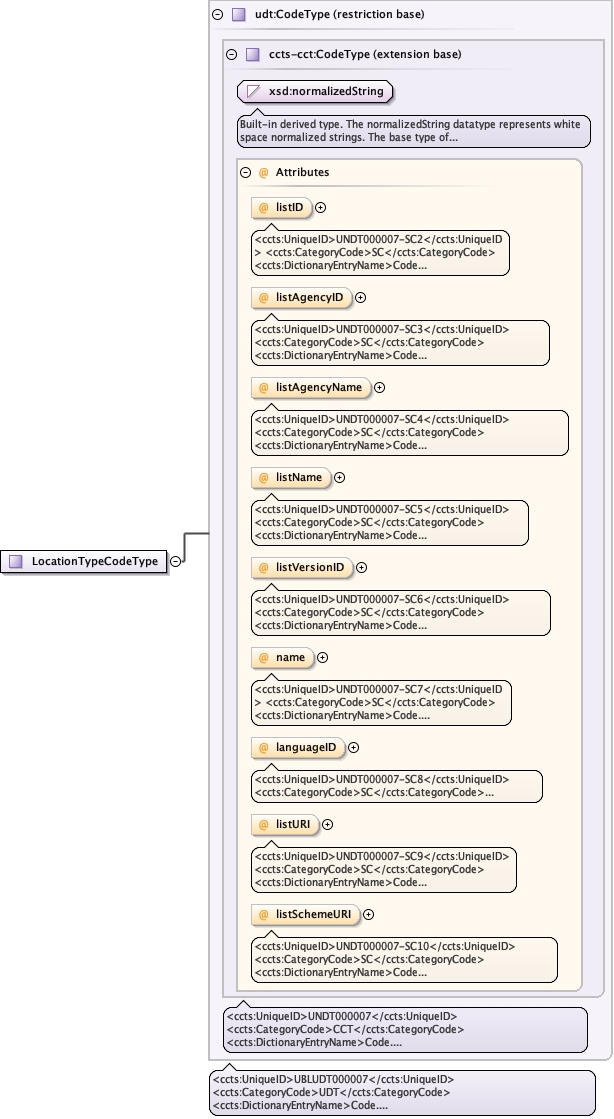 udt:CodeType (restriction base)
ccts-cct:CodeType (extension base)
xsd:normalizedString
Built-in derived type. The normalizedString datatype represents white
space normalized strings. The base type of...
@ Attributes
@ listID
<ccts:UniqueID>UNDT000007-SC2</ccts:UniqueID
> <ccts:CategoryCode>SC</ccts:CategoryCode>
<ccts:DictionaryEntryName>Code...
@ listAgencyID
<ccts:UniqueID>UNDT000007-SC3</ccts:UniqueID>
<ccts:CategoryCode>SC</ccts:CategoryCode>
<ccts:DictionaryEntryName>Code...
@ listAgencyName
<ccts:UniqueID>UNDT000007-SC4</ccts:UniqueID>
<ccts:CategoryCode>SC</ccts:CategoryCode>
<ccts:DictionaryEntryName>Code...
@ listName
<ccts:UniqueID>UNDT000007-SC5</ccts:UniqueID>
<ccts:CategoryCode>SC</ccts:CategoryCode>
<ccts:DictionaryEntryName>Code...
LocationTypeCodeType
@ listVersionID
<ccts:UniqueID>UNDT000007-SC6</ccts:UniqueID>
<ccts:CategoryCode>SC</ccts:CategoryCode>
<ccts:DictionaryEntryName>Code...
@ name
<ccts:UniqueID>UNDT000007-SC7</ccts:UniqueID
> <ccts:CategoryCode>SC</ccts:CategoryCode>
<ccts:DictionaryEntryName>Code....
@ languageID
<ccts:UniqueID>UNDT000007-SC8</ccts:UniqueID>
<ccts:CategoryCode>SC</ccts:CategoryCode>...
@ listURI
<ccts:UniqueID>UNDT000007-SC9</ccts:UniqueID>
<ccts:CategoryCode>SC</ccts:CategoryCode>
<ccts:DictionaryEntryName>Code...
@ listSchemeURI
<ccts:UniqueID>UNDT000007-SC10</ccts:UniqueID>
<ccts:CategoryCode>SC</ccts:CategoryCode>
<ccts:DictionaryEntryName>Code...
<ccts:UniqueID>UNDT000007</ccts:UniqueID>
<ccts:CategoryCode>CCT</ccts:CategoryCode>
<ccts:DictionaryEntryName>Code....
<ccts:UniqueID>UBLUDT000007</ccts:UniqueID>
<ccts:CategoryCode>UDT</ccts:CategoryCode>
<ccts:DictionaryEntryName>Code....